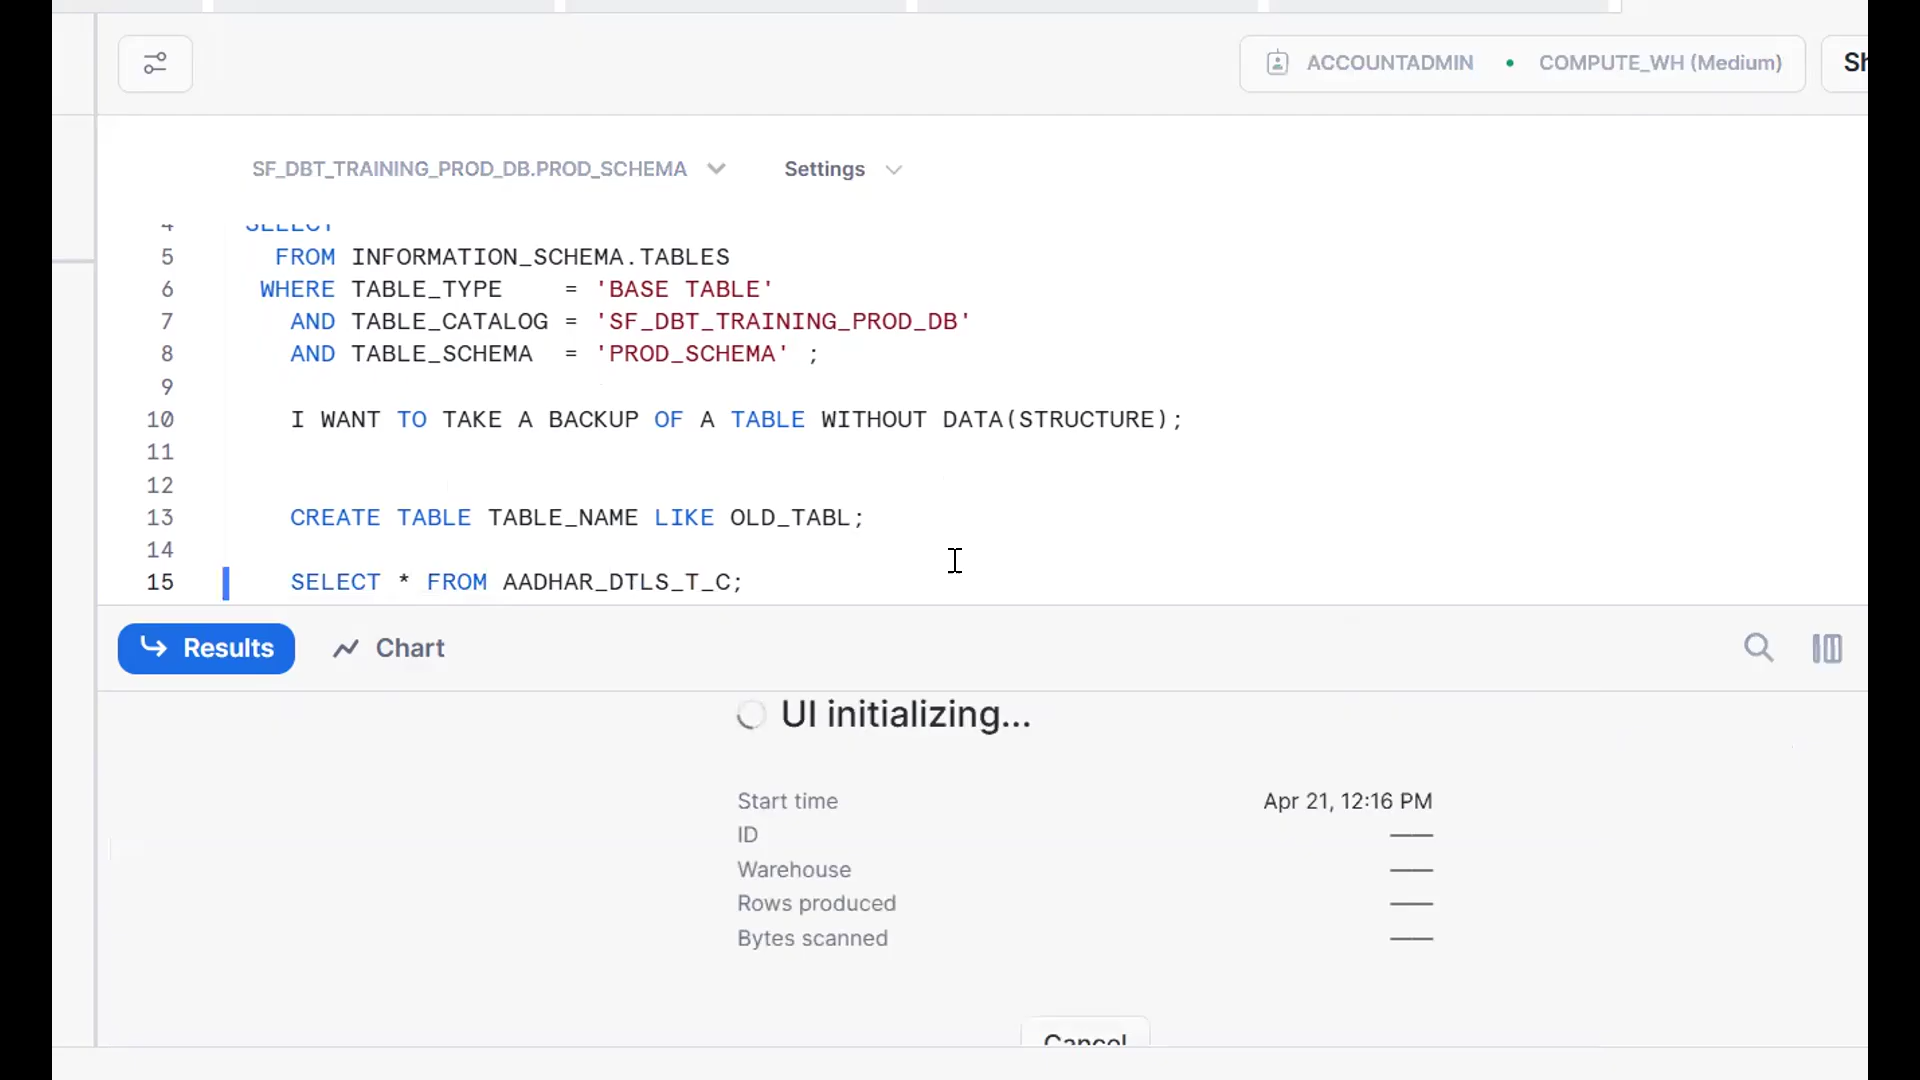 ACCOUNTADMIN • COMPUTE_WH (Medium)
SF_DBT_TRAINING_PROD_DB.PROD_SCHEMA Settings
4 SELECT
5 FROM INFORMATION_SCHEMA.TABLES
6 WHERE TABLE_TYPE = 'BASE TABLE'
7 AND TABLE_CATALOG = 'SF_DBT_TRAINING_PROD_DB'
8 AND TABLE_SCHEMA = 'PROD_SCHEMA' ;
9
10 I WANT TO TAKE A BACKUP OF A TABLE WITHOUT DATA(STRUCTURE);
11
12
13 CREATE TABLE TABLE_NAME LIKE OLD_TABL;
14
15 SELECT * FROM AADHAR_DTLS_T_C;
Results Chart
UI initializing...
Start time Apr 21, 12:16 PM
ID
Warehouse
Rows produced
Bytes scanned
Cancel